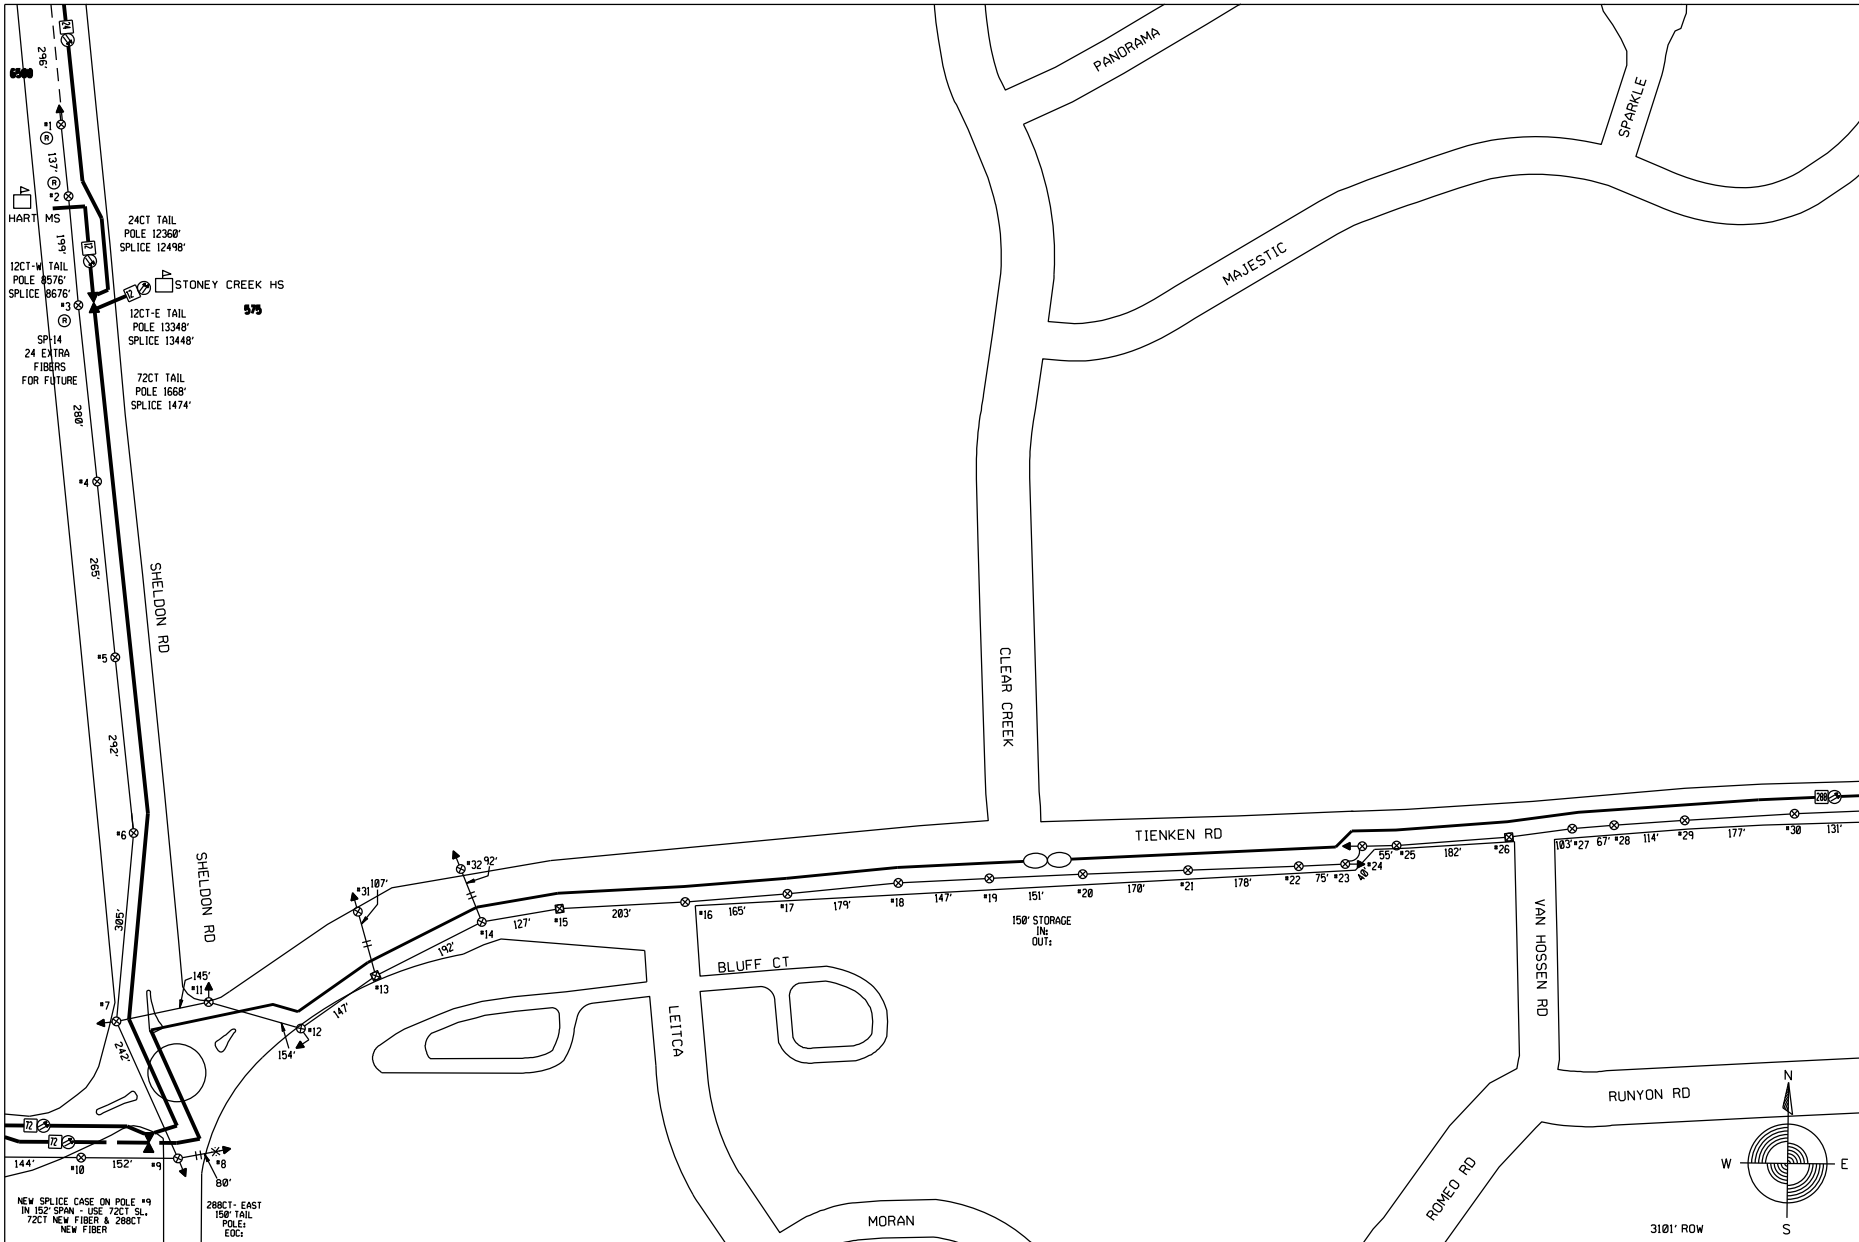 24
296'
6500
#1
R
137'
R
#2
HART MS
199'
12
24CT TAIL
POLE 12360'
SPLICE 12498'
12CT-W TAIL
POLE 8576'
SPLICE 8676'
#3
R
12
STONEY CREEK HS
575
12CT-E TAIL
POLE 13348'
SPLICE 13448'
SP-14
24 EXTRA
FIBERS
FOR FUTURE
72CT TAIL
POLE 1668'
SPLICE 1474'
280'
#4
265'
#5
SHELDON RD
292'
#6
305'
SHELDON RD
#7
145'
#11
242'
154'
#12
147'
#13
#31
107'
#32
92'
192'
#14
127'
#15
203'
#16
165'
#17
179'
#18
147'
#19
151'
#20
170'
#21
178'
#22
75'
#23
40'
#24
55'
#25
182'
#26
103'
#27
67'
#28
114'
#29
177'
#30
131'
288
PANORAMA
SPARKLE
MAJESTIC
CLEAR CREEK
TIENKEN RD
150' STORAGE
IN:
OUT:
BLUFF CT
LEITCA
VAN HOSSEN RD
RUNYON RD
ROMEO RD
MORAN
72
72
144'
#10
152'
#9
#8
80'
NEW SPLICE CASE ON POLE #9
IN 152' SPAN - USE 72CT SL,
72CT NEW FIBER & 288CT
NEW FIBER
288CT- EAST
150' TAIL
POLE:
EOC:
N
W
E
S
3101' ROW